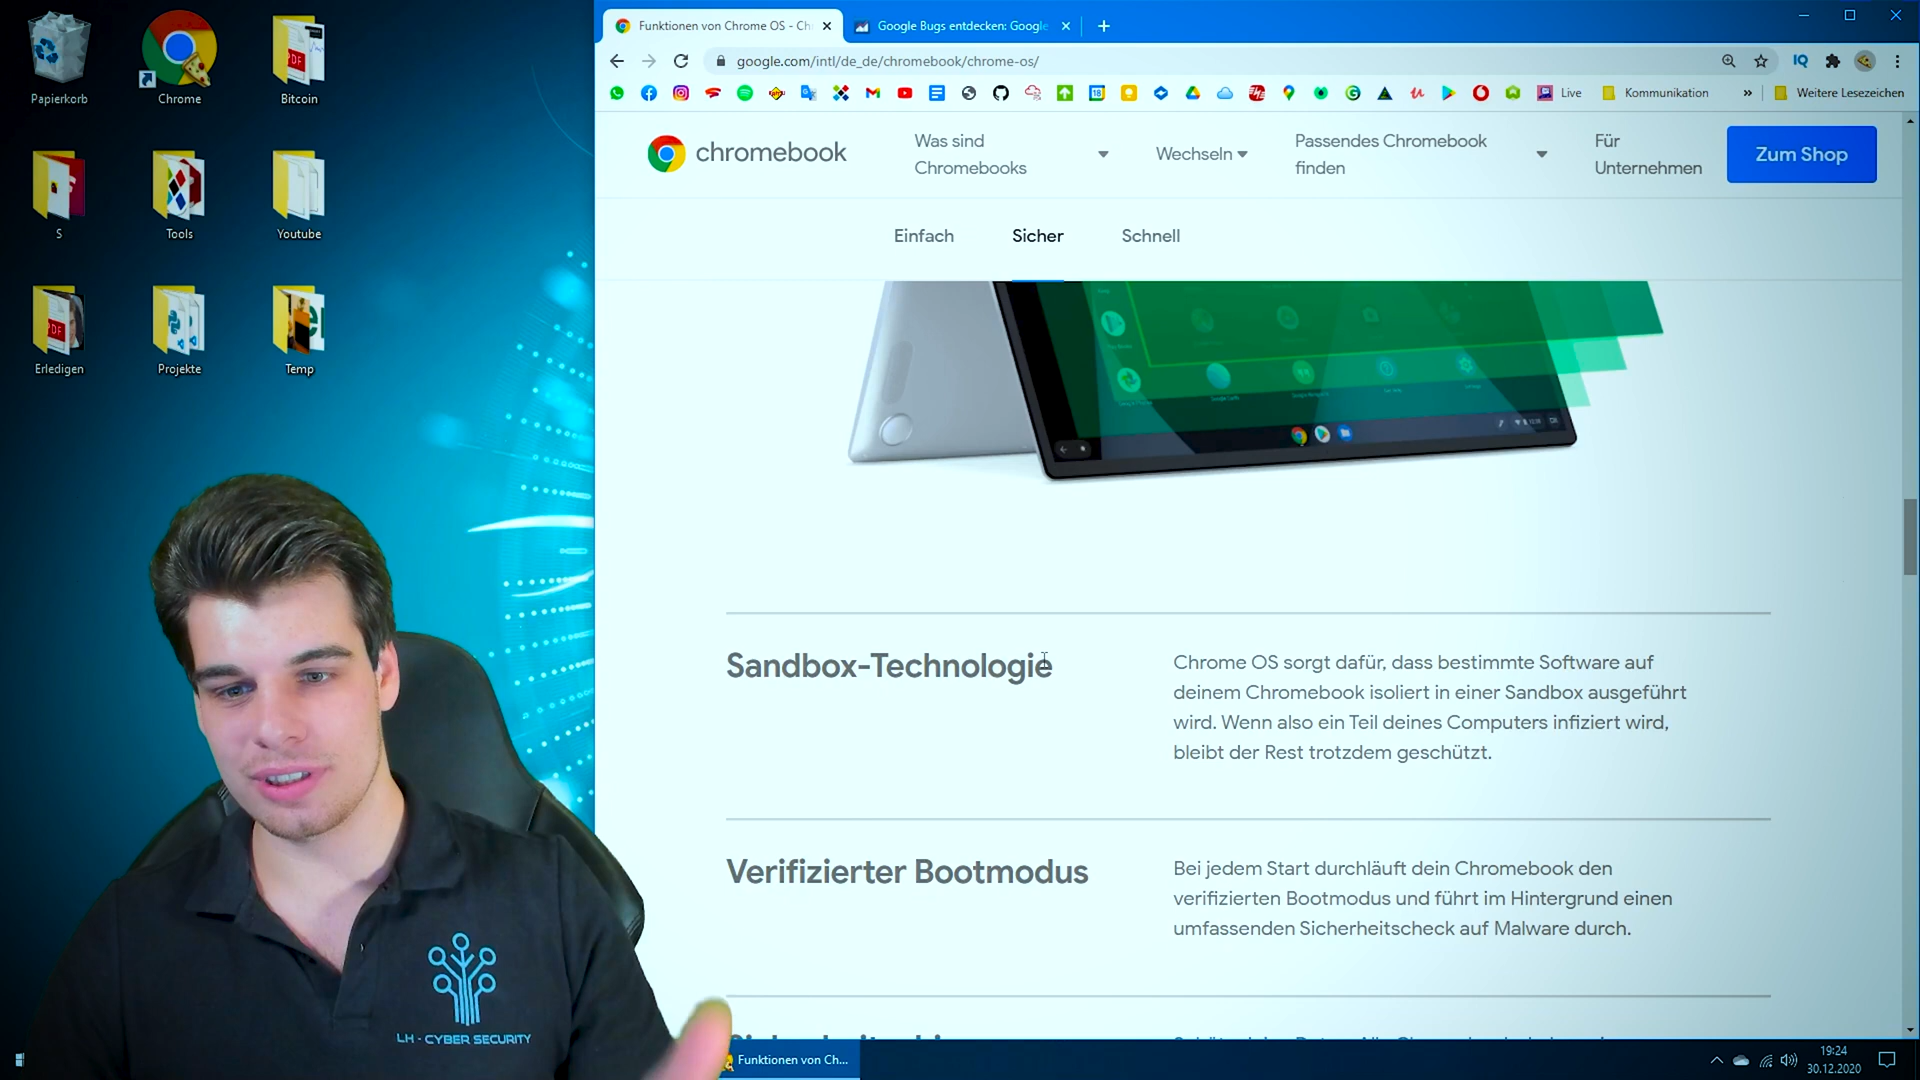 Papierkorb
Chrome
Bitcoin
S
Tools
Youtube
Erledigen
Projekte
Temp
Funktionen von Chrome OS - Ch
Google Bugs entdecken: Google
google.com/intl/de_de/chromebook/chrome-os/
IQ
Live
Kommunikation
»
Weitere Lesezeichen
chromebook
Was sind
Chromebooks
Wechseln
Passendes Chromebook
finden
Für
Unternehmen
Zum Shop
Einfach
Sicher
Schnell
Sandbox-Technologie
Chrome OS sorgt dafür, dass bestimmte Software auf
deinem Chromebook isoliert in einer Sandbox ausgeführt
wird. Wenn also ein Teil deines Computers infiziert wird,
bleibt der Rest trotzdem geschützt.
Verifizierter Bootmodus
Bei jedem Start durchläuft dein Chromebook den
verifizierten Bootmodus und führt im Hintergrund einen
umfassenden Sicherheitscheck auf Malware durch.
LH - CYBER SECURITY
Funktionen von Ch...
19:24
30.12.2020